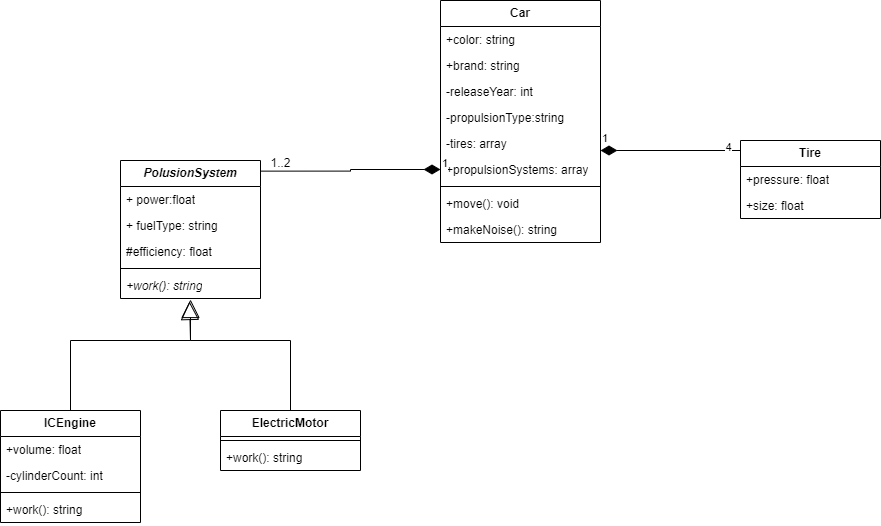 Car
+color: string
+brand: string
-releaseYear: int
-propulsionType:string
-tires: array
+propulsionSystems: array
+move(): void
+makeNoise(): string
1
1..2
1
4
Tire
+pressure: float
+size: float
PolusionSystem
+ power:float
+ fuelType: string
#efficiency: float
+work(): string
ICEngine
+volume: float
-cylinderCount: int
+work(): string
ElectricMotor
+work(): string